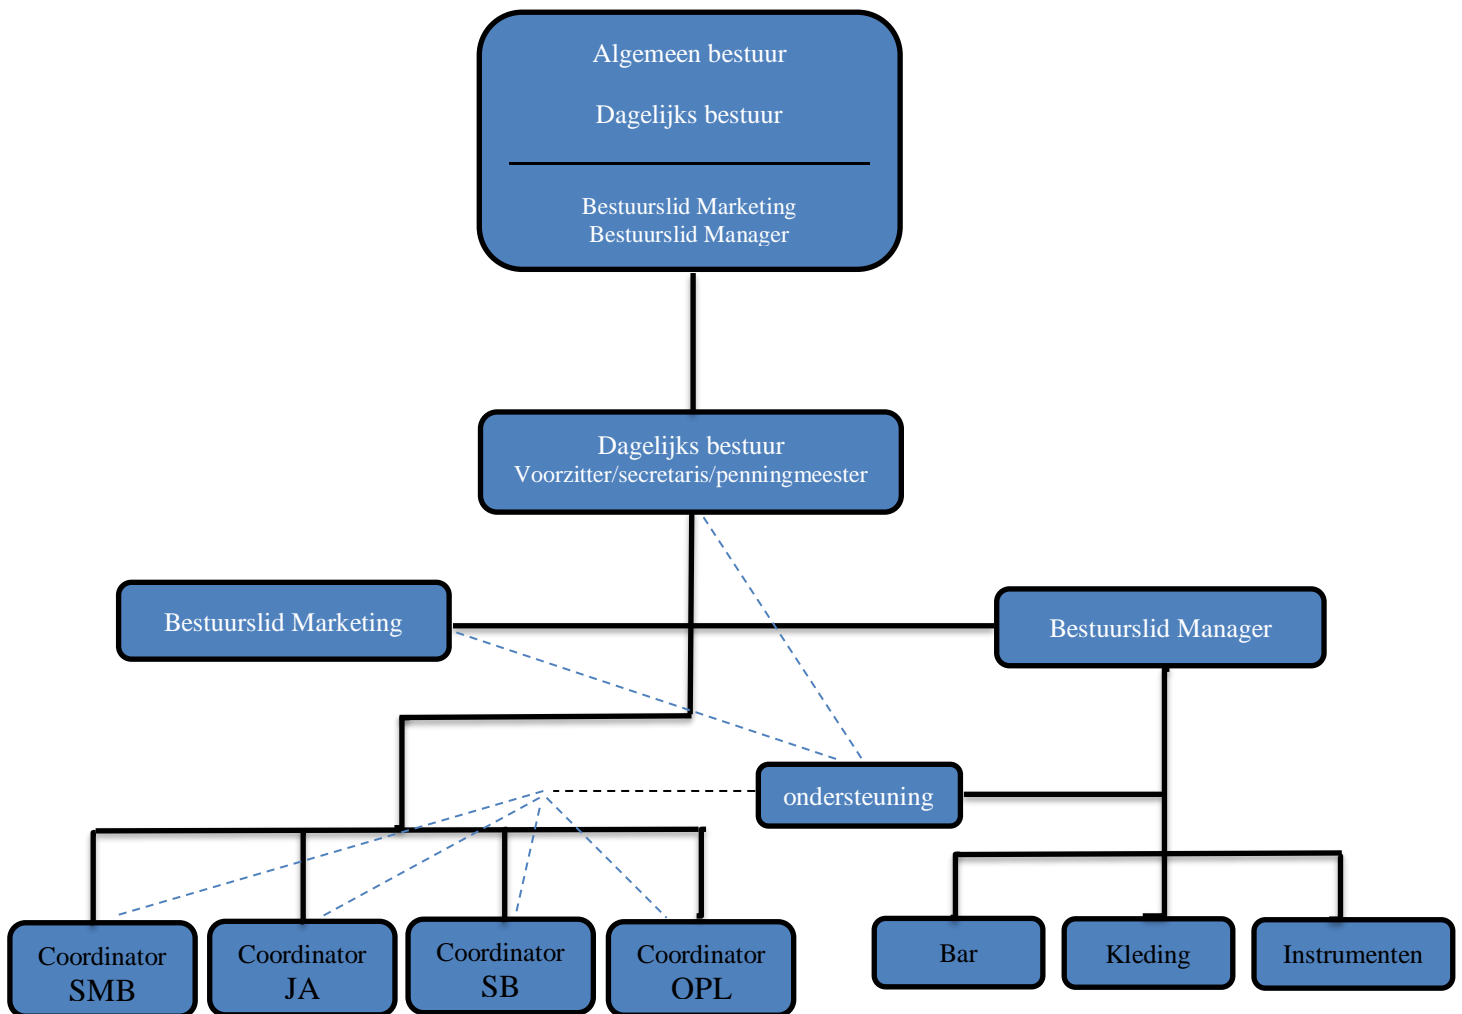 Algemeen bestuur
Dagelijks bestuur
Bestuurslid Marketing
Bestuurslid Manager
Dagelijks bestuur
Voorzitter/secretaris/penningmeester
Bestuurslid Marketing
Bestuurslid Manager
ondersteuning
Coordinator
SMB
Coordinator
JA
Coordinator
SB
Coordinator
OPL
Bar
Kleding
Instrumenten